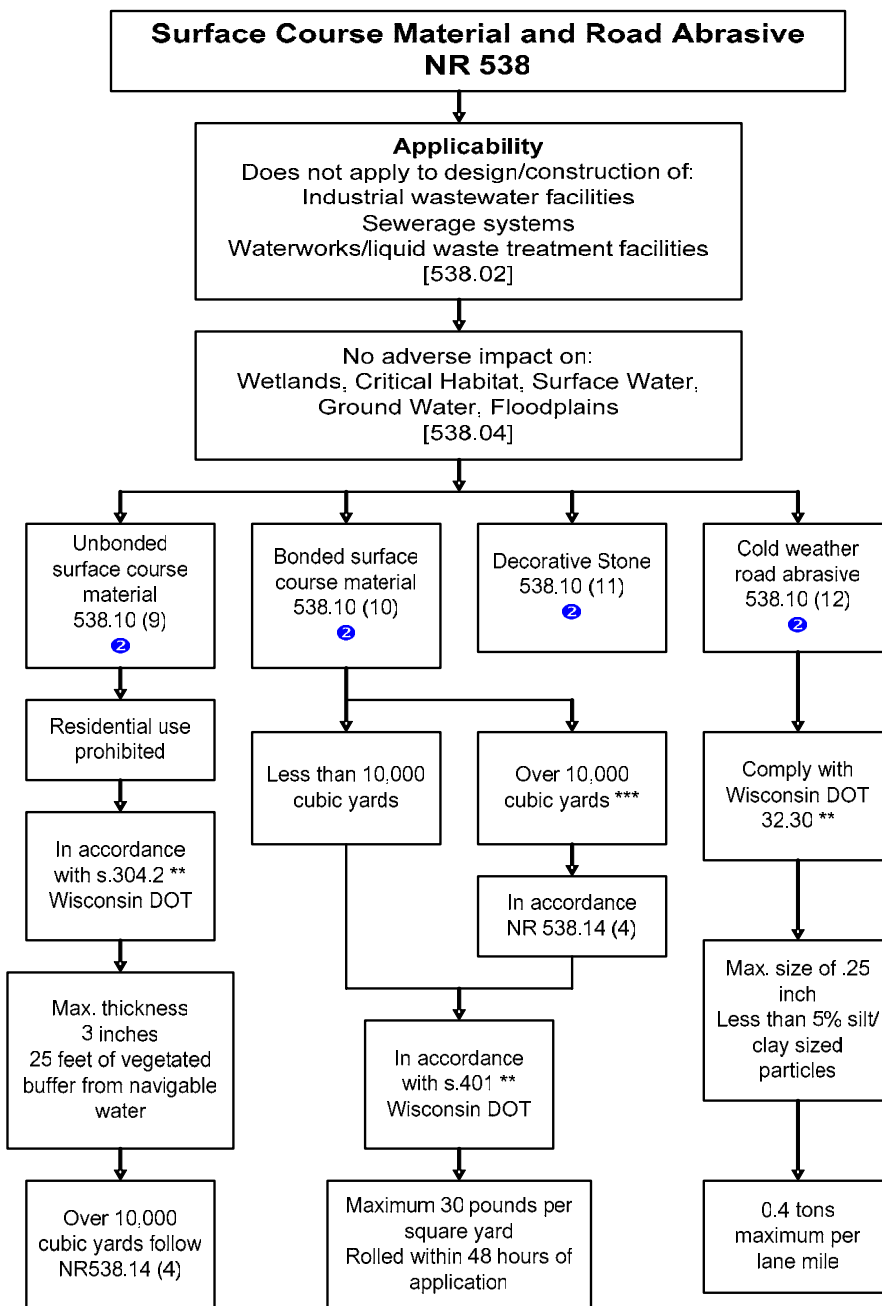 Surface Course Material and Road Abrasive
NR 538
Applicability
Does not apply to design/construction of:
Industrial wastewater facilities
Sewerage systems
Waterworks/liquid waste treatment facilities
[538.02]
No adverse impact on:
Wetlands, Critical Habitat, Surface Water,
Ground Water, Floodplains
[538.04]
Unbonded
surface course
material
538.10 (9)
❷
Bonded surface
course material
538.10 (10)
❷
Decorative Stone
538.10 (11)
❷
Cold weather
road abrasive
538.10 (12)
❷
Residential use
prohibited
In accordance
with s.304.2 **
Wisconsin DOT
Max. thickness
3 inches
25 feet of vegetated
buffer from navigable
water
Over 10,000
cubic yards follow
NR538.14 (4)
Less than 10,000
cubic yards
Over 10,000
cubic yards ***
In accordance
NR 538.14 (4)
In accordance
with s.401 **
Wisconsin DOT
Maximum 30 pounds per
square yard
Rolled within 48 hours of
application
Comply with
Wisconsin DOT
32.30 **
Max. size of .25
inch
Less than 5% silt/
clay sized
particles
0.4 tons
maximum per
lane mile